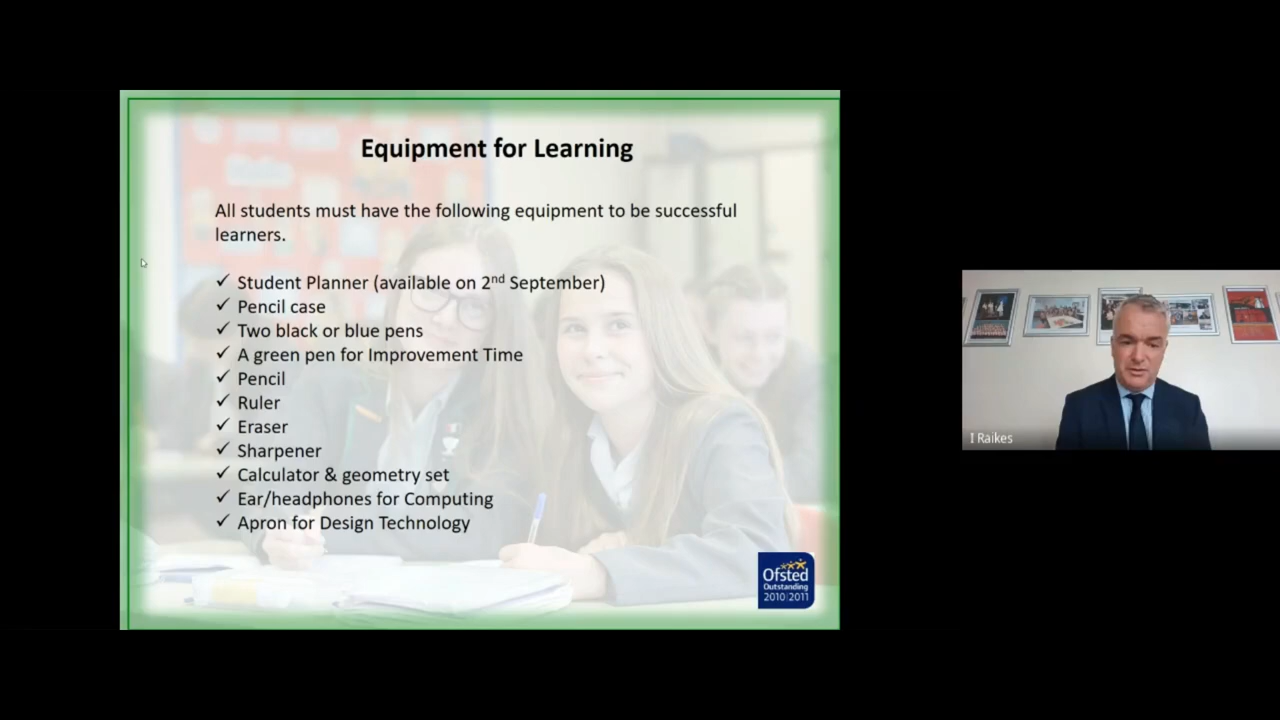 Equipment for Learning
All students must have the following equipment to be successful
learners.
✓ Student Planner (available on 2nd September)
✓ Pencil case
✓ Two black or blue pens
✓ A green pen for Improvement Time
✓ Pencil
✓ Ruler
✓ Eraser
✓ Sharpener
✓ Calculator & geometry set
✓ Ear/headphones for Computing
✓ Apron for Design Technology
Ofsted
Outstanding
2010|2011
I Raikes